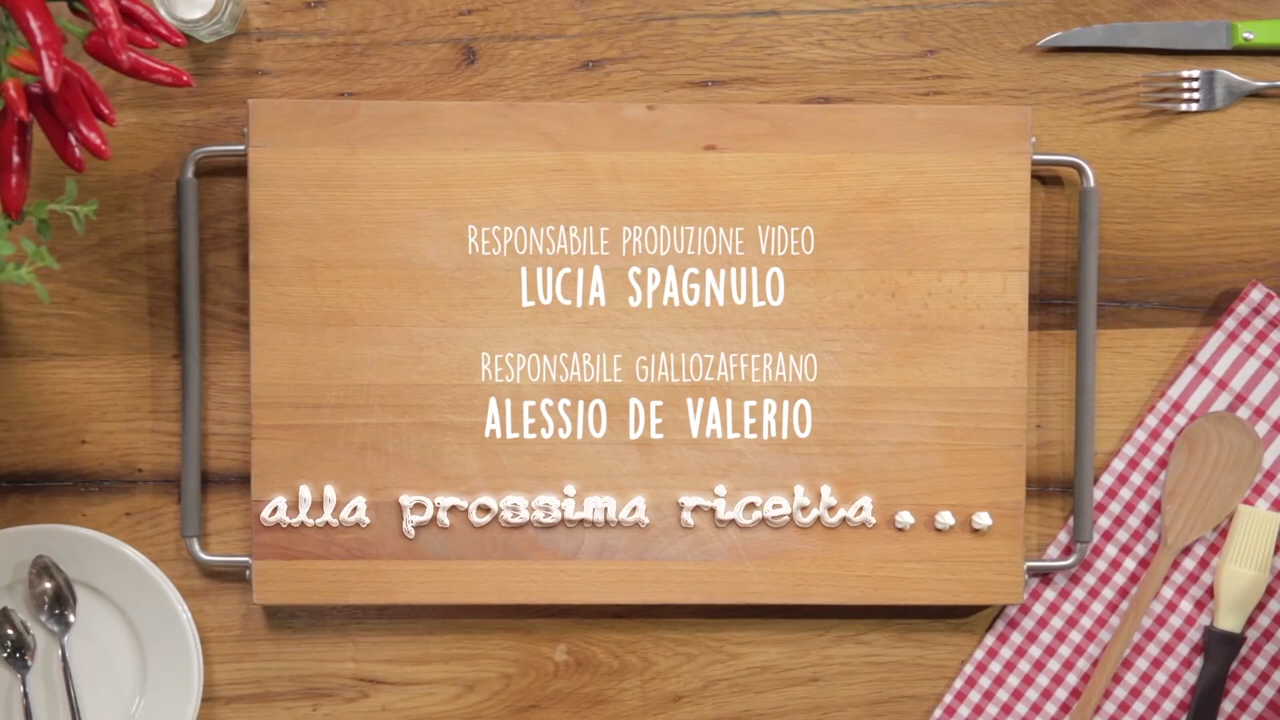 RESPONSABILE PRODUZIONE VIDEO
LUCIA SPAGNULO
RESPONSABILE GIALLOZAFFERANO
ALESSIO DE VALERIO
alla prossima ricetta...